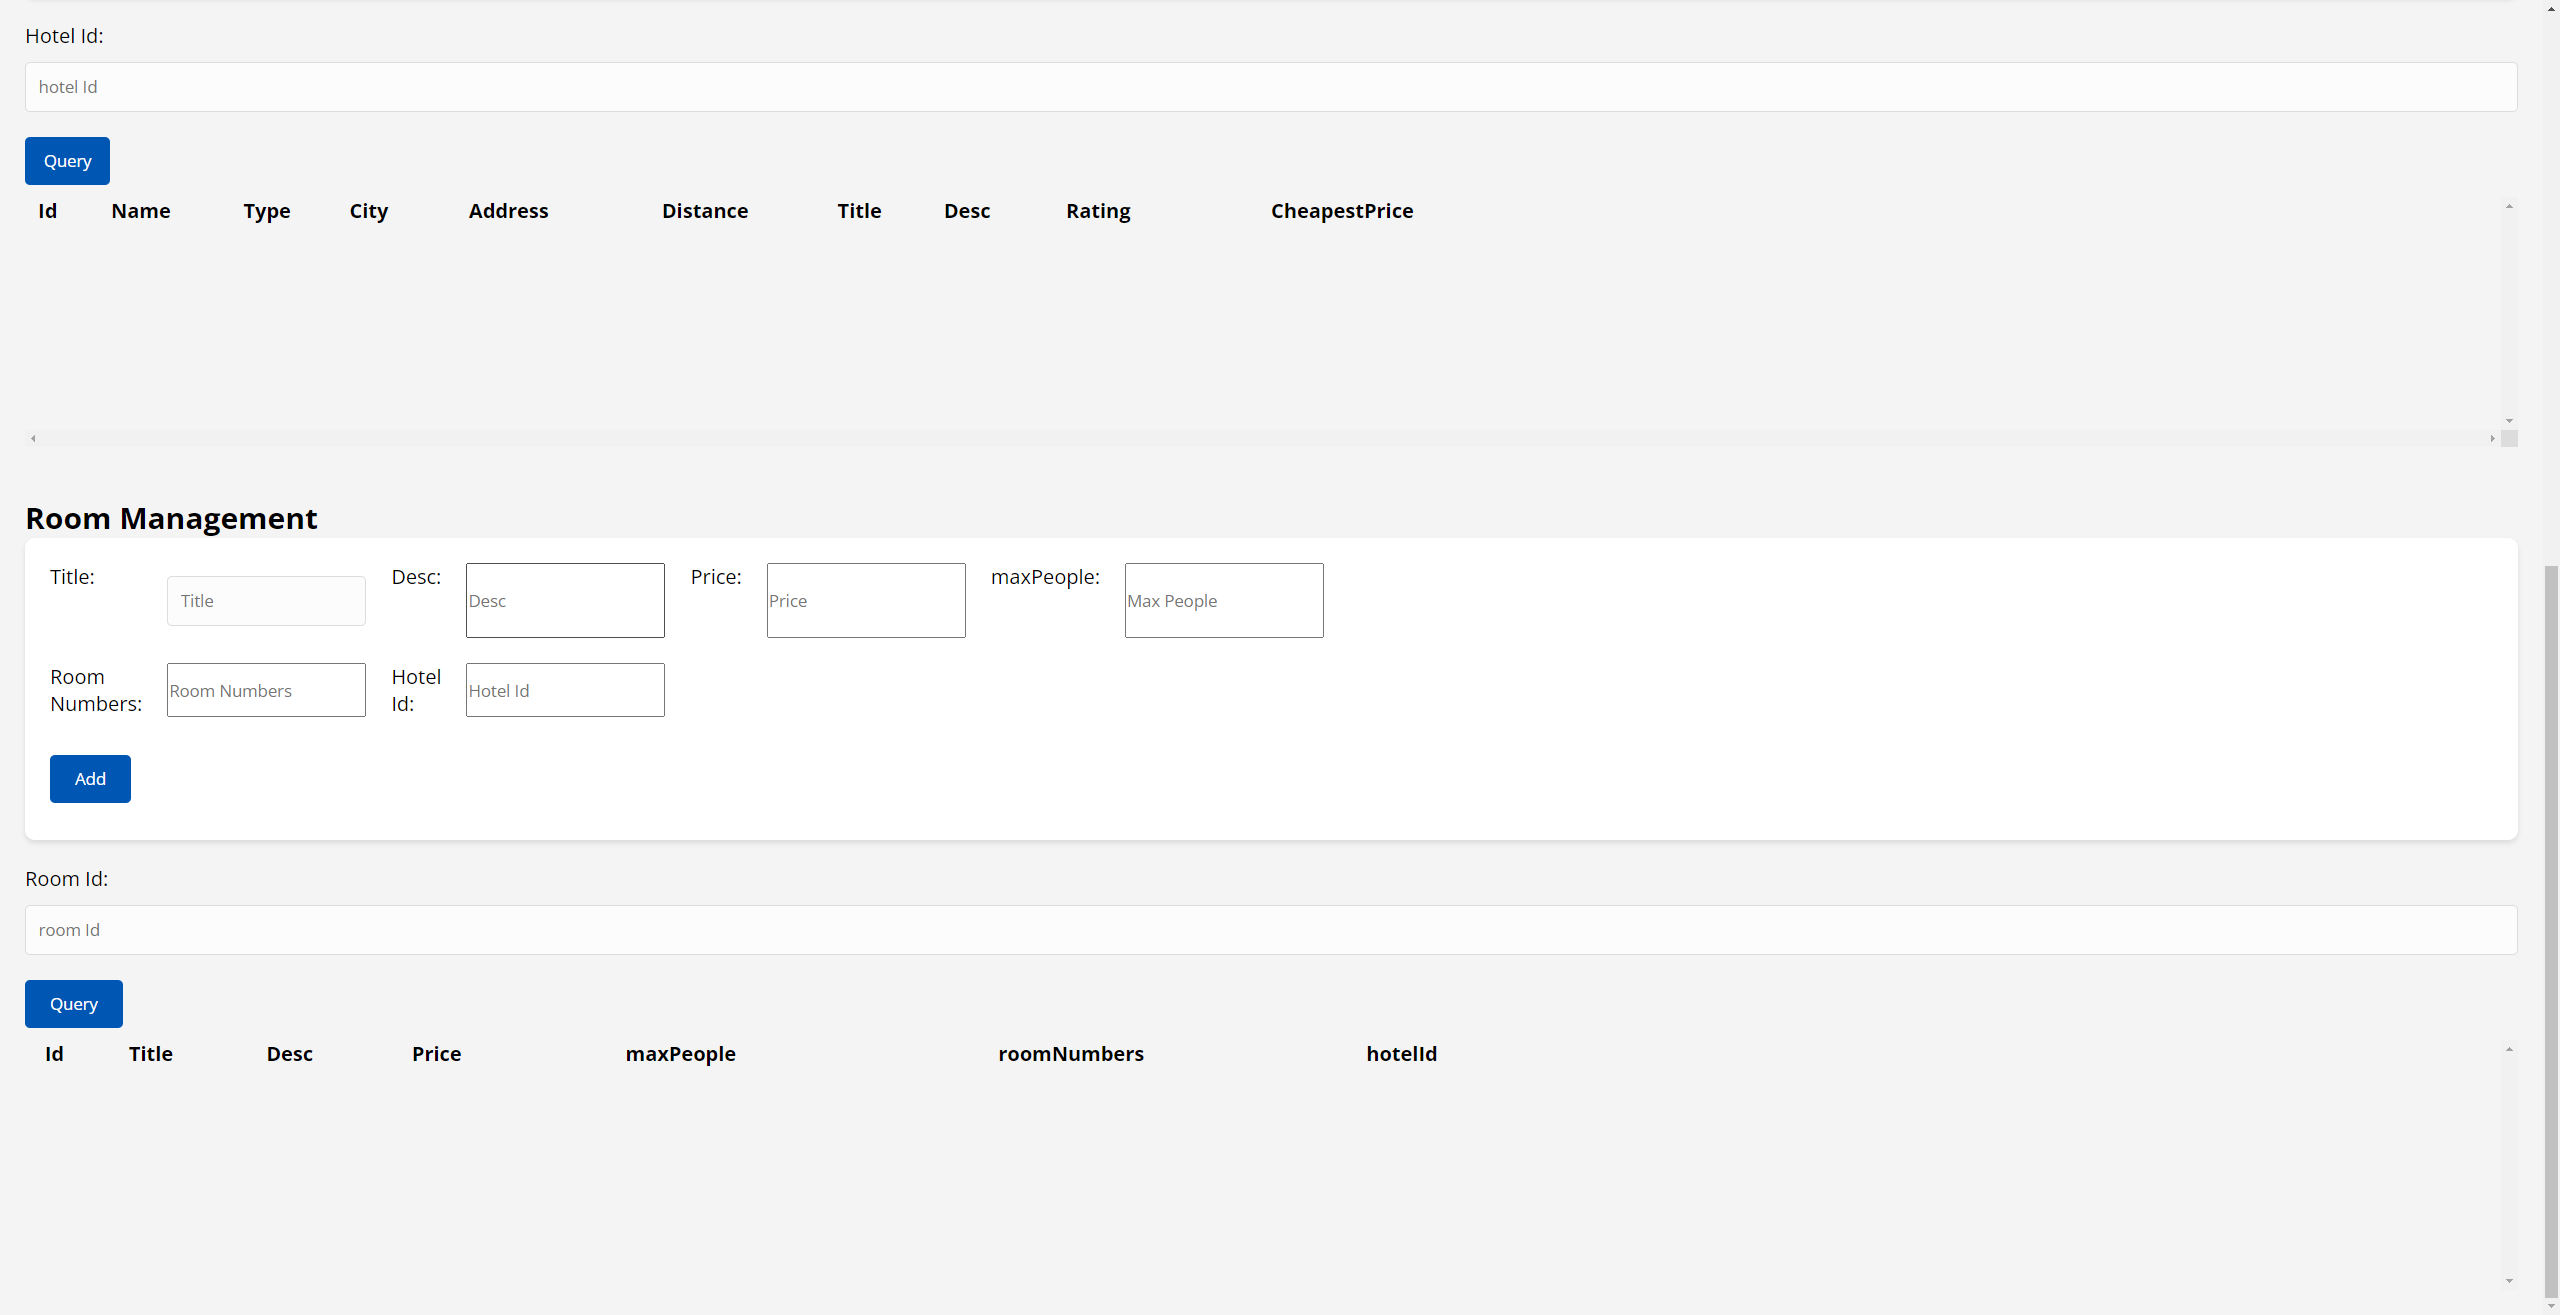 Hotel Id:
hotel Id
Query
Id Name Type City Address Distance Title Desc Rating CheapestPrice
Room Management
Title: Title Desc: Desc Price: Price maxPeople: Max People
Room Numbers: Room Numbers Hotel Id: Hotel Id
Add
Room Id:
room Id
Query
Id Title Desc Price maxPeople roomNumbers hotelId